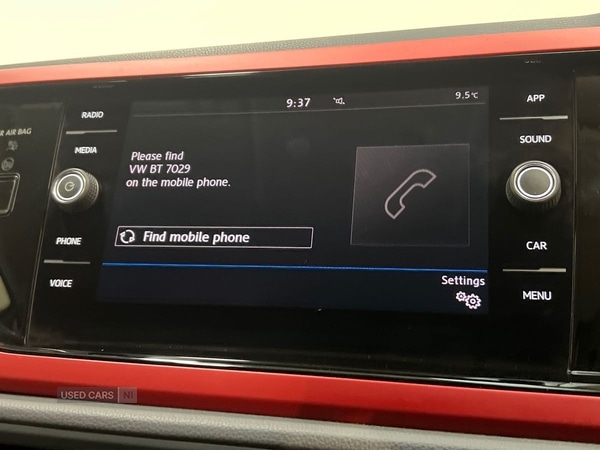 9:37
9.5°C
RADIO
MEDIA
PHONE
VOICE
R AIR BAG
Please find
VW BT 7029
on the mobile phone.
Find mobile phone
Settings
APP
SOUND
CAR
MENU
USED CARS NI